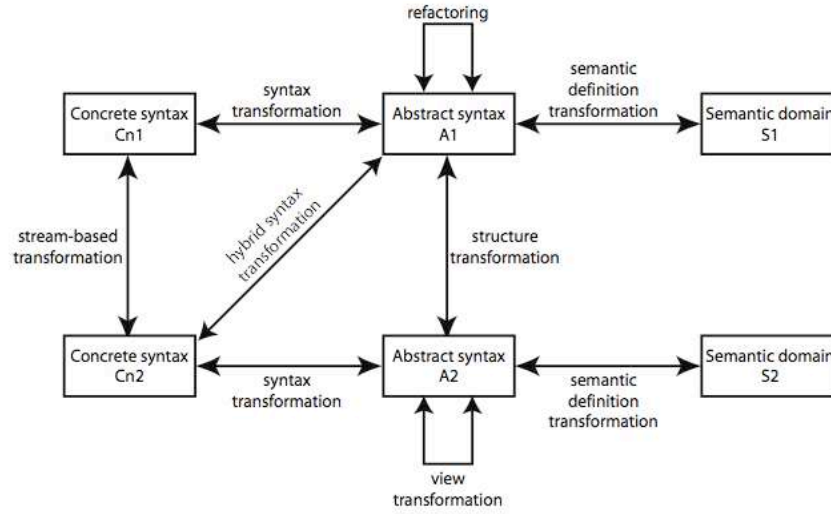 refactoring
syntax
transformation
semantic
definition
transformation
Concrete syntax
Cn1
Abstract syntax
A1
Semantic domain
S1
stream-based
transformation
hybrid syntax
transformation
structure
transformation
Concrete syntax
Cn2
Abstract syntax
A2
Semantic domain
S2
syntax
transformation
semantic
definition
transformation
view
transformation